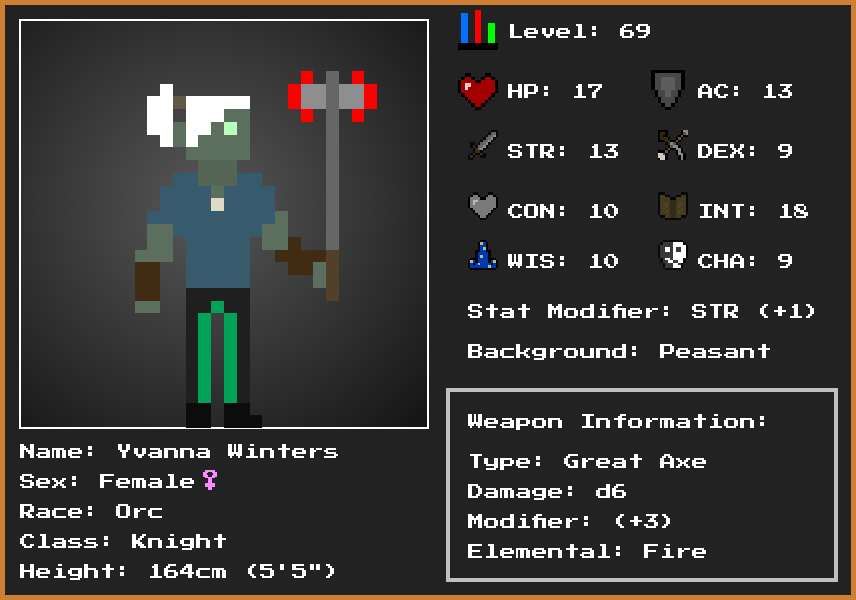 Level: 69
HP: 17
AC: 13
STR: 13
DEX: 9
CON: 10
INT: 18
WIS: 10
CHA: 9
Stat Modifier: STR (+1)
Background: Peasant
Weapon Information:
Type: Great Axe
Damage: d6
Modifier: (+3)
Elemental: Fire
Name: Yvanna Winters
Sex: Female♀
Race: Orc
Class: Knight
Height: 164cm (5'5")